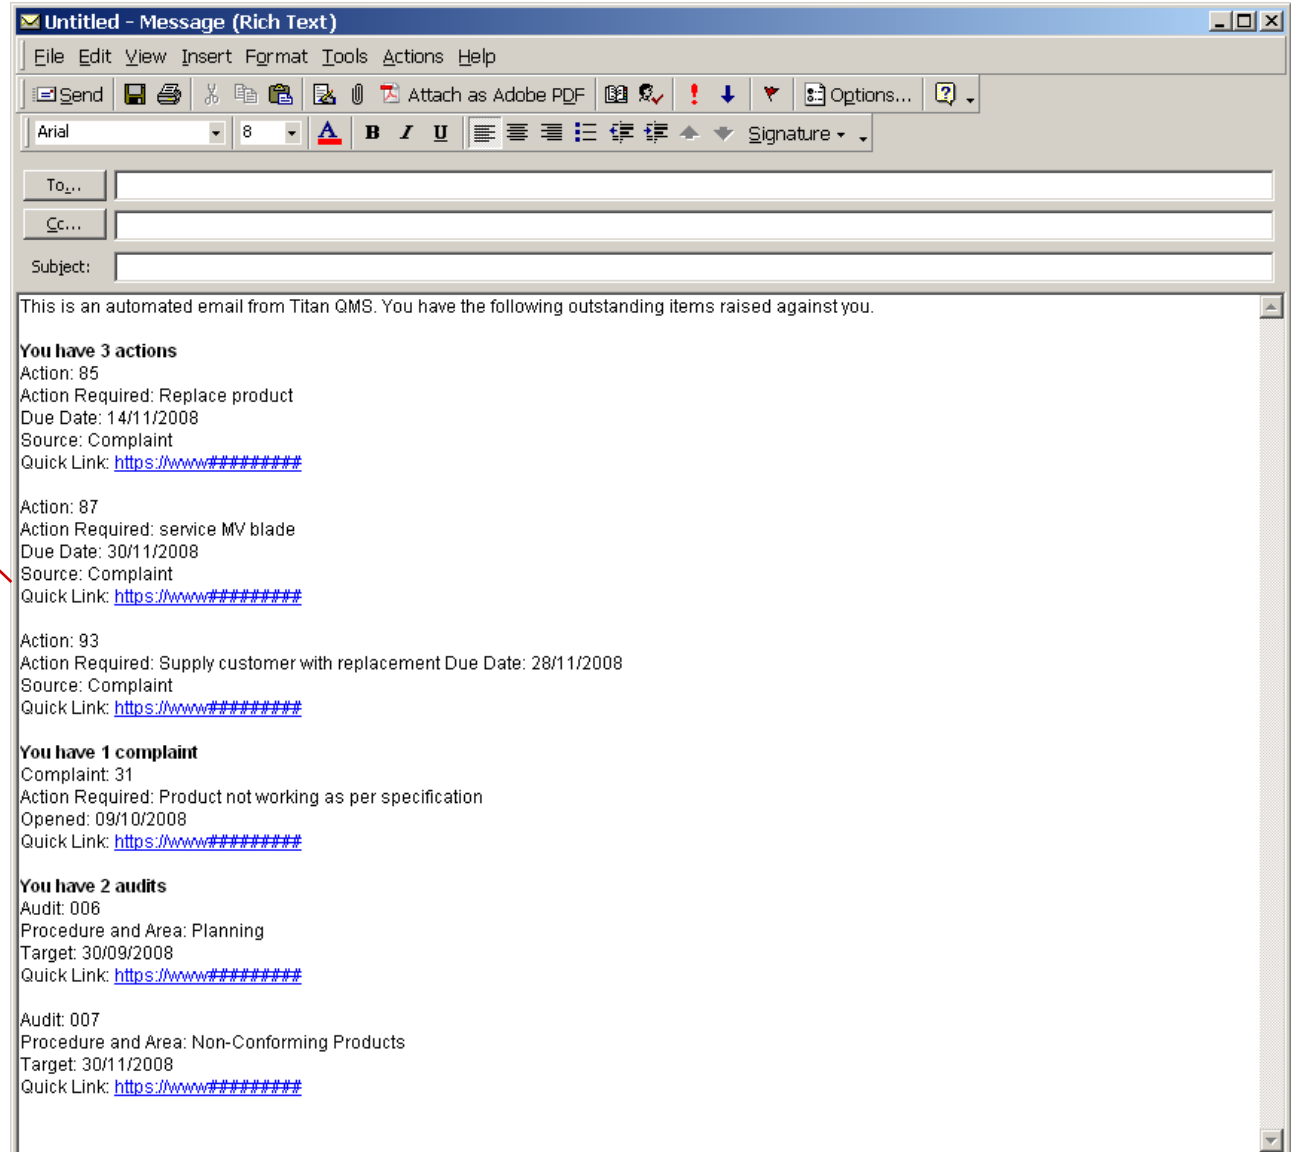 Untitled - Message (Rich Text)
File Edit View Insert Format Tools Actions Help
Send Attach as Adobe PDF Options...
Arial 8 A B I U Signature
To...
Cc...
Subject:
This is an automated email from Titan QMS. You have the following outstanding items raised against you.
You have 3 actions
Action: 85
Action Required: Replace product
Due Date: 14/11/2008
Source: Complaint
Quick Link: https://www#########
Action: 87
Action Required: service MV blade
Due Date: 30/11/2008
Source: Complaint
Quick Link: https://www#########
Action: 93
Action Required: Supply customer with replacement Due Date: 28/11/2008
Source: Complaint
Quick Link: https://www#########
You have 1 complaint
Complaint: 31
Action Required: Product not working as per specification
Opened: 09/10/2008
Quick Link: https://www#########
You have 2 audits
Audit: 006
Procedure and Area: Planning
Target: 30/09/2008
Quick Link: https://www#########
Audit: 007
Procedure and Area: Non-Conforming Products
Target: 30/11/2008
Quick Link: https://www#########